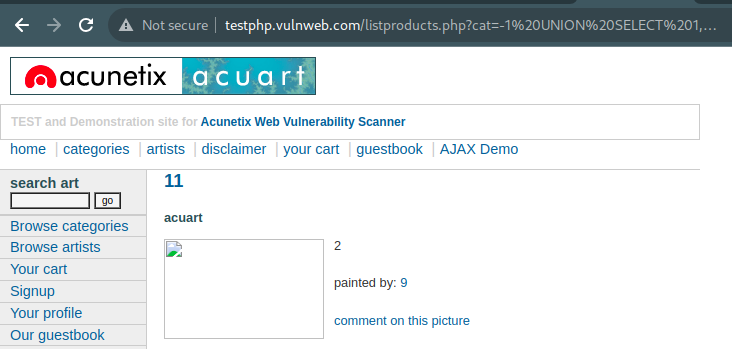 Not secure testphp.vulnweb.com/listproducts.php?cat=-1%20UNION%20SELECT%201,...
acunetix acuart
TEST and Demonstration site for Acunetix Web Vulnerability Scanner
home | categories | artists | disclaimer | your cart | guestbook | AJAX Demo
search art
go
Browse categories
Browse artists
Your cart
Signup
Your profile
Our guestbook
11
acuart
2
painted by: 9
comment on this picture